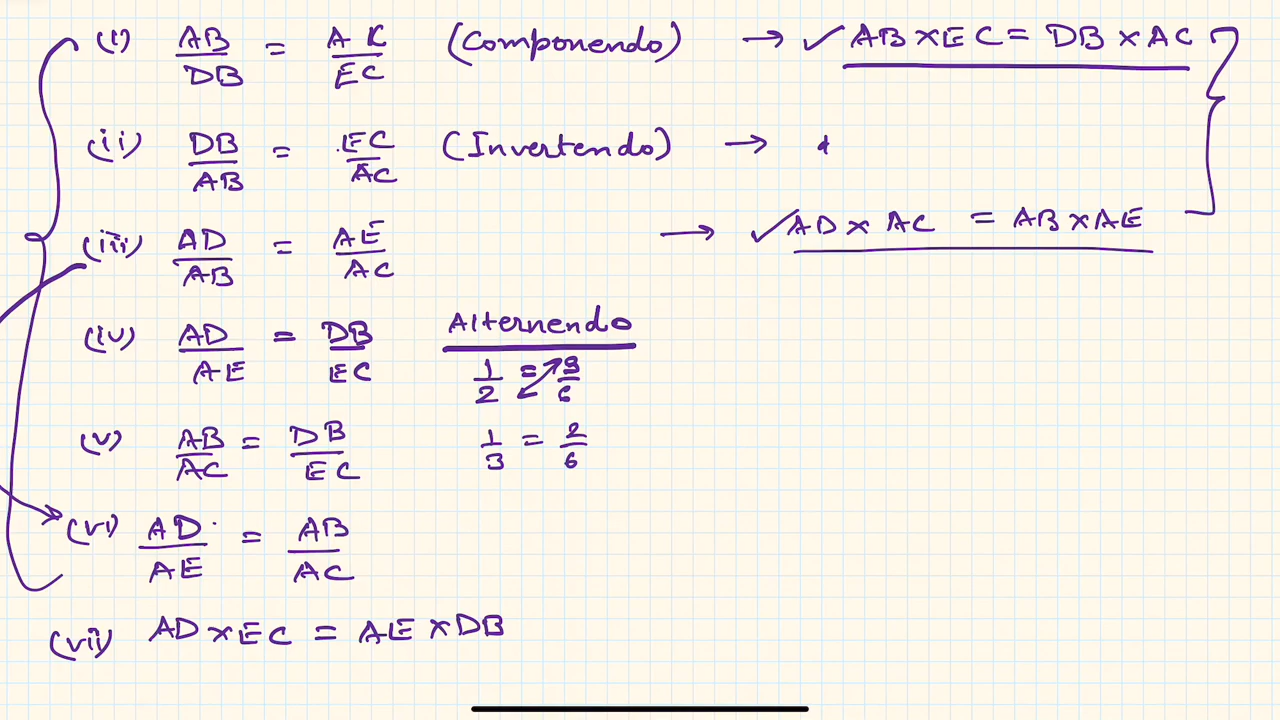 (i) AB/DB = AC/EC (Componendo) → ✓ AB×EC = DB×AC
(ii) DB/AB = EC/AC (Invertendo) →
(iii) AD/AB = AE/AC → ✓ AD×AC = AB×AE
(iv) AD/AE = DB/EC Alternendo
1/2 = 3/6
(v) AB/AC = DB/EC 1/3 = 2/6
(vi) AD/AE = AB/AC
(vii) AD×EC = AE×DB